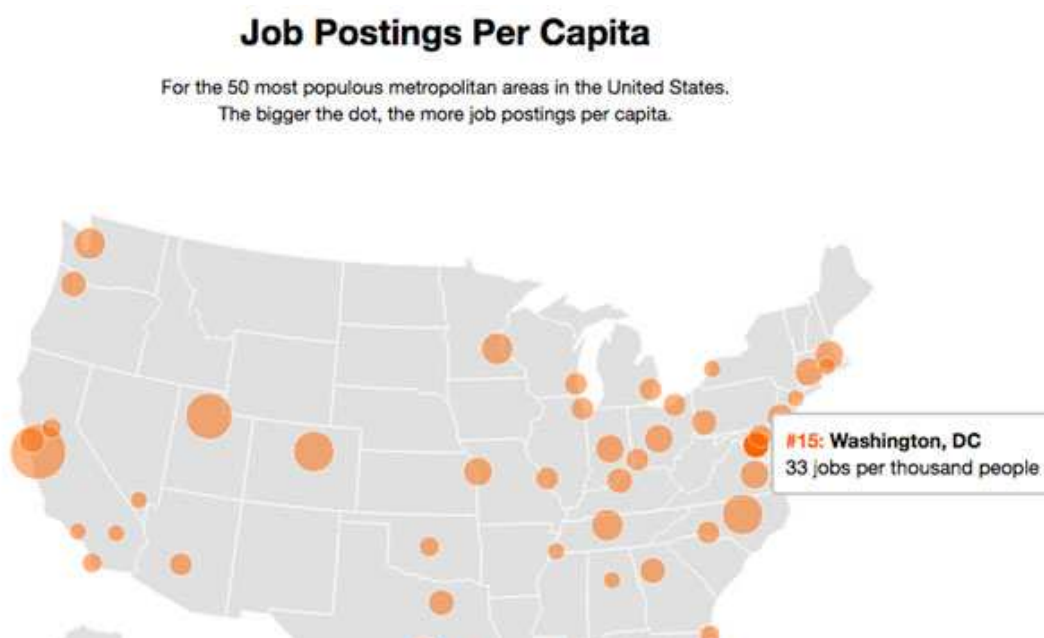 Job Postings Per Capita
For the 50 most populous metropolitan areas in the United States.
The bigger the dot, the more job postings per capita.
#15: Washington, DC
33 jobs per thousand people